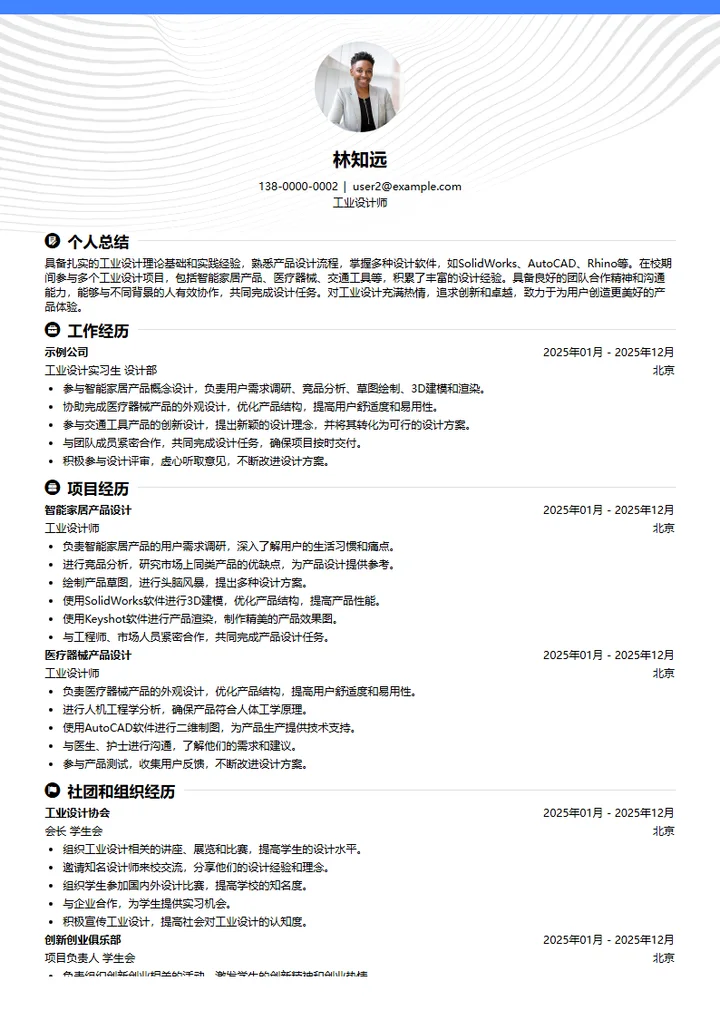 林知远
138-0000-0002 | user2@example.com
工业设计师
个人总结
具备扎实的工业设计理论基础和实践经验，熟悉产品设计流程，掌握多种设计软件，如SolidWorks、AutoCAD、Rhino等。在校期
间参与多个工业设计项目，包括智能家居产品、医疗器械、交通工具等，积累了丰富的设计经验。具备良好的团队合作精神和沟通
能力，能够与不同背景的人有效协作，共同完成设计任务。对工业设计充满热情，追求创新和卓越，致力于为用户创造更美好的产
品体验。
工作经历
示例公司 2025年01月 - 2025年12月
工业设计实习生 设计部 北京
• 参与智能家居产品概念设计，负责用户需求调研、竞品分析、草图绘制、3D建模和渲染。
• 协助完成医疗器械产品的外观设计，优化产品结构，提高用户舒适度和易用性。
• 参与交通工具产品的创新设计，提出新颖的设计理念，并将其转化为可行的设计方案。
• 与团队成员紧密合作，共同完成设计任务，确保项目按时交付。
• 积极参与设计评审，虚心听取意见，不断改进设计方案。
项目经历
智能家居产品设计 2025年01月 - 2025年12月
工业设计师 北京
• 负责智能家居产品的用户需求调研，深入了解用户的生活习惯和痛点。
• 进行竞品分析，研究市场上同类产品的优缺点，为产品设计提供参考。
• 绘制产品草图，进行头脑风暴，提出多种设计方案。
• 使用SolidWorks软件进行3D建模，优化产品结构，提高产品性能。
• 使用Keyshot软件进行产品渲染，制作精美的产品效果图。
• 与工程师、市场人员紧密合作，共同完成产品设计任务。
医疗器械产品设计 2025年01月 - 2025年12月
工业设计师 北京
• 负责医疗器械产品的外观设计，优化产品结构，提高用户舒适度和易用性。
• 进行人机工程学分析，确保产品符合人体工学原理。
• 使用AutoCAD软件进行二维制图，为产品生产提供技术支持。
• 与医生、护士进行沟通，了解他们的需求和建议。
• 参与产品测试，收集用户反馈，不断改进设计方案。
社团和组织经历
工业设计协会 2025年01月 - 2025年12月
会长 学生会 北京
• 组织工业设计相关的讲座、展览和比赛，提高学生的设计水平。
• 邀请知名设计师来校交流，分享他们的设计经验和理念。
• 组织学生参加国内外设计比赛，提高学校的知名度。
• 与企业合作，为学生提供实习机会。
• 积极宣传工业设计，提高社会对工业设计的认知度。
创新创业俱乐部 2025年01月 - 2025年12月
项目负责人 学生会 北京
• 负责组织创新创业相关的活动，激发学生的创新精神和创业热情